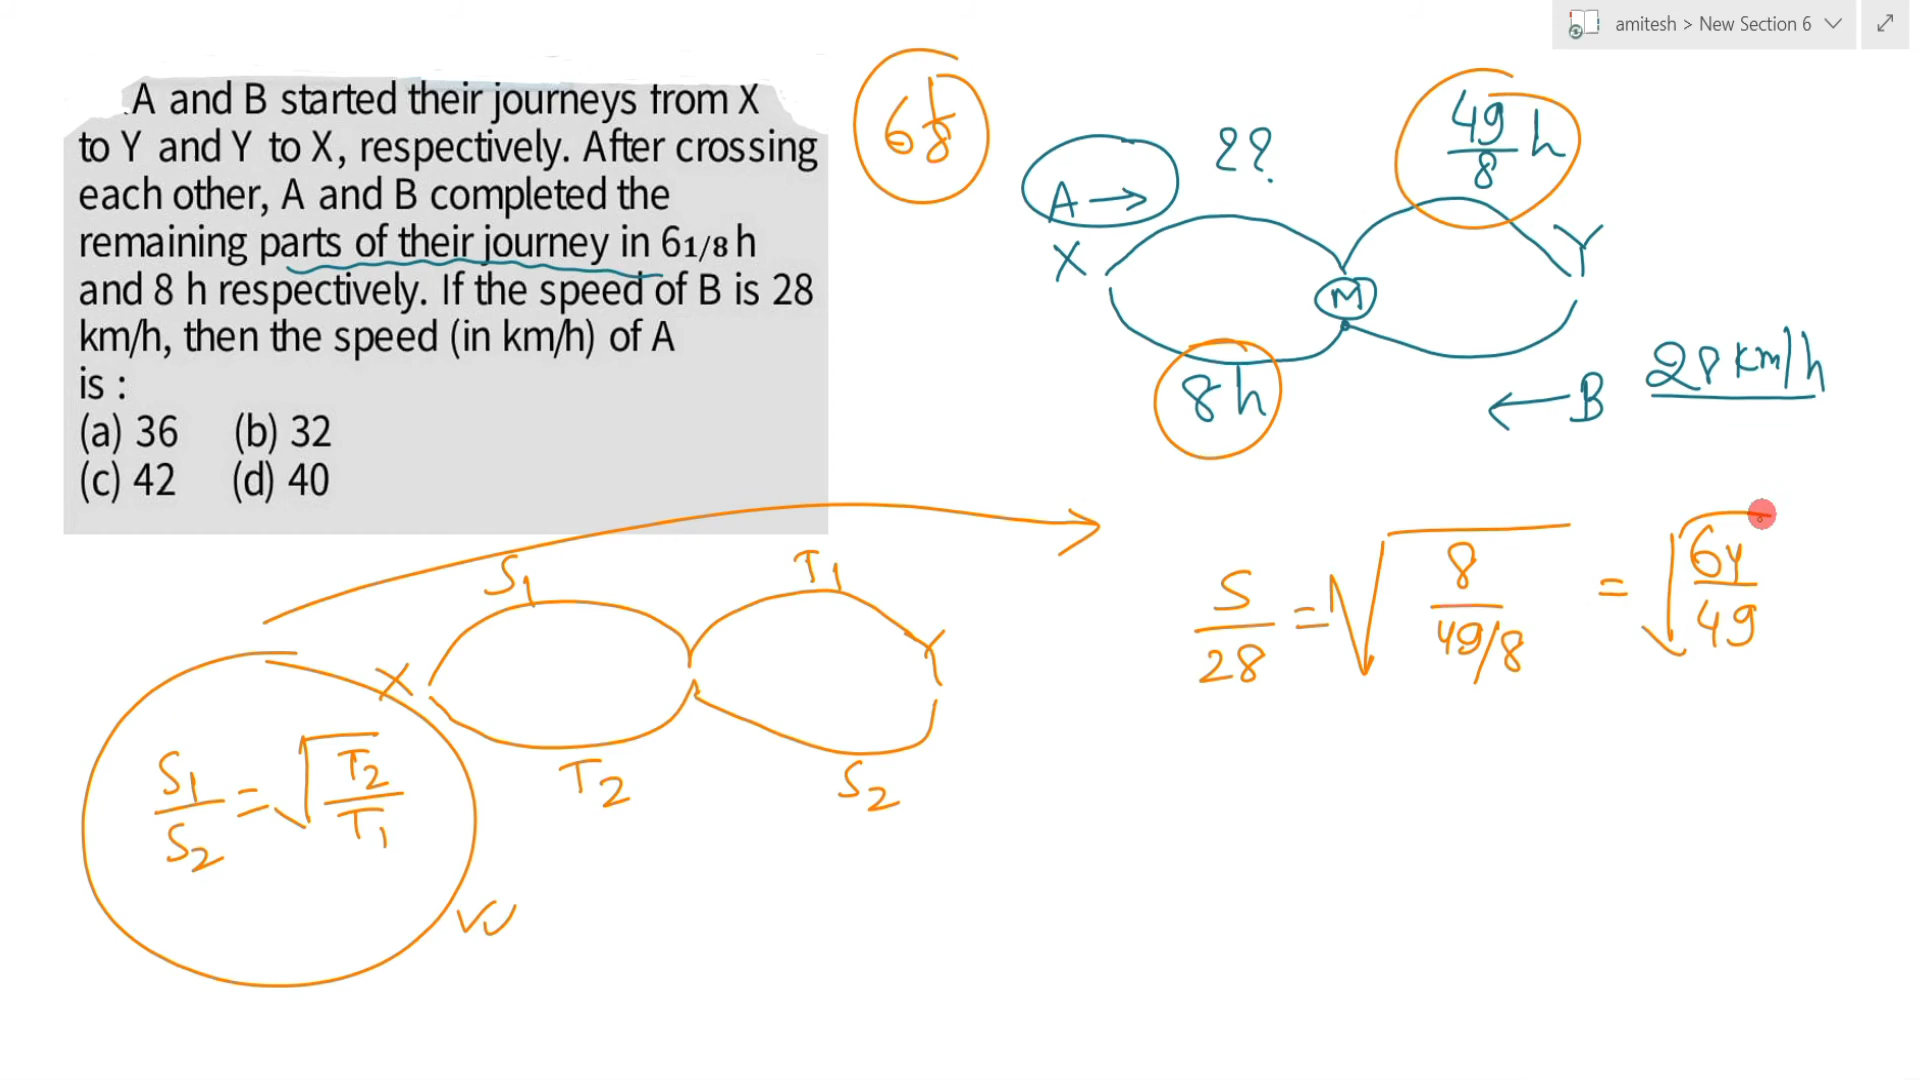 amitesh > New Section 6
A and B started their journeys from X
to Y and Y to X, respectively. After crossing
each other, A and B completed the
remaining parts of their journey in 6 1/8 h
and 8 h respectively. If the speed of B is 28
km/h, then the speed (in km/h) of A
is :
(a) 36 (b) 32
(c) 42 (d) 40
6 1/8
A → ?? 49/8 h
X M Y
8h ← B 28 km/h
S1 T1
X Y
T2 S2
S1/S2 = √(T2/T1)
S/28 = √(8/(49/8)) = √(64/49)